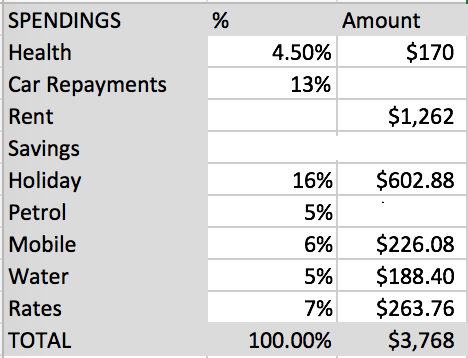 SPENDINGS % Amount
Health 4.50% $170
Car Repayments 13%
Rent $1,262
Savings
Holiday 16% $602.88
Petrol 5%
Mobile 6% $226.08
Water 5% $188.40
Rates 7% $263.76
TOTAL 100.00% $3,768